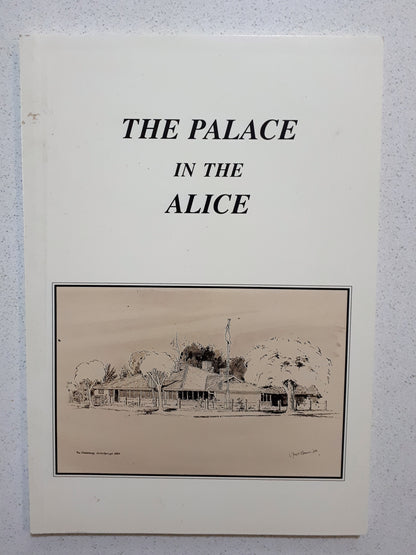 THE PALACE
IN THE
ALICE